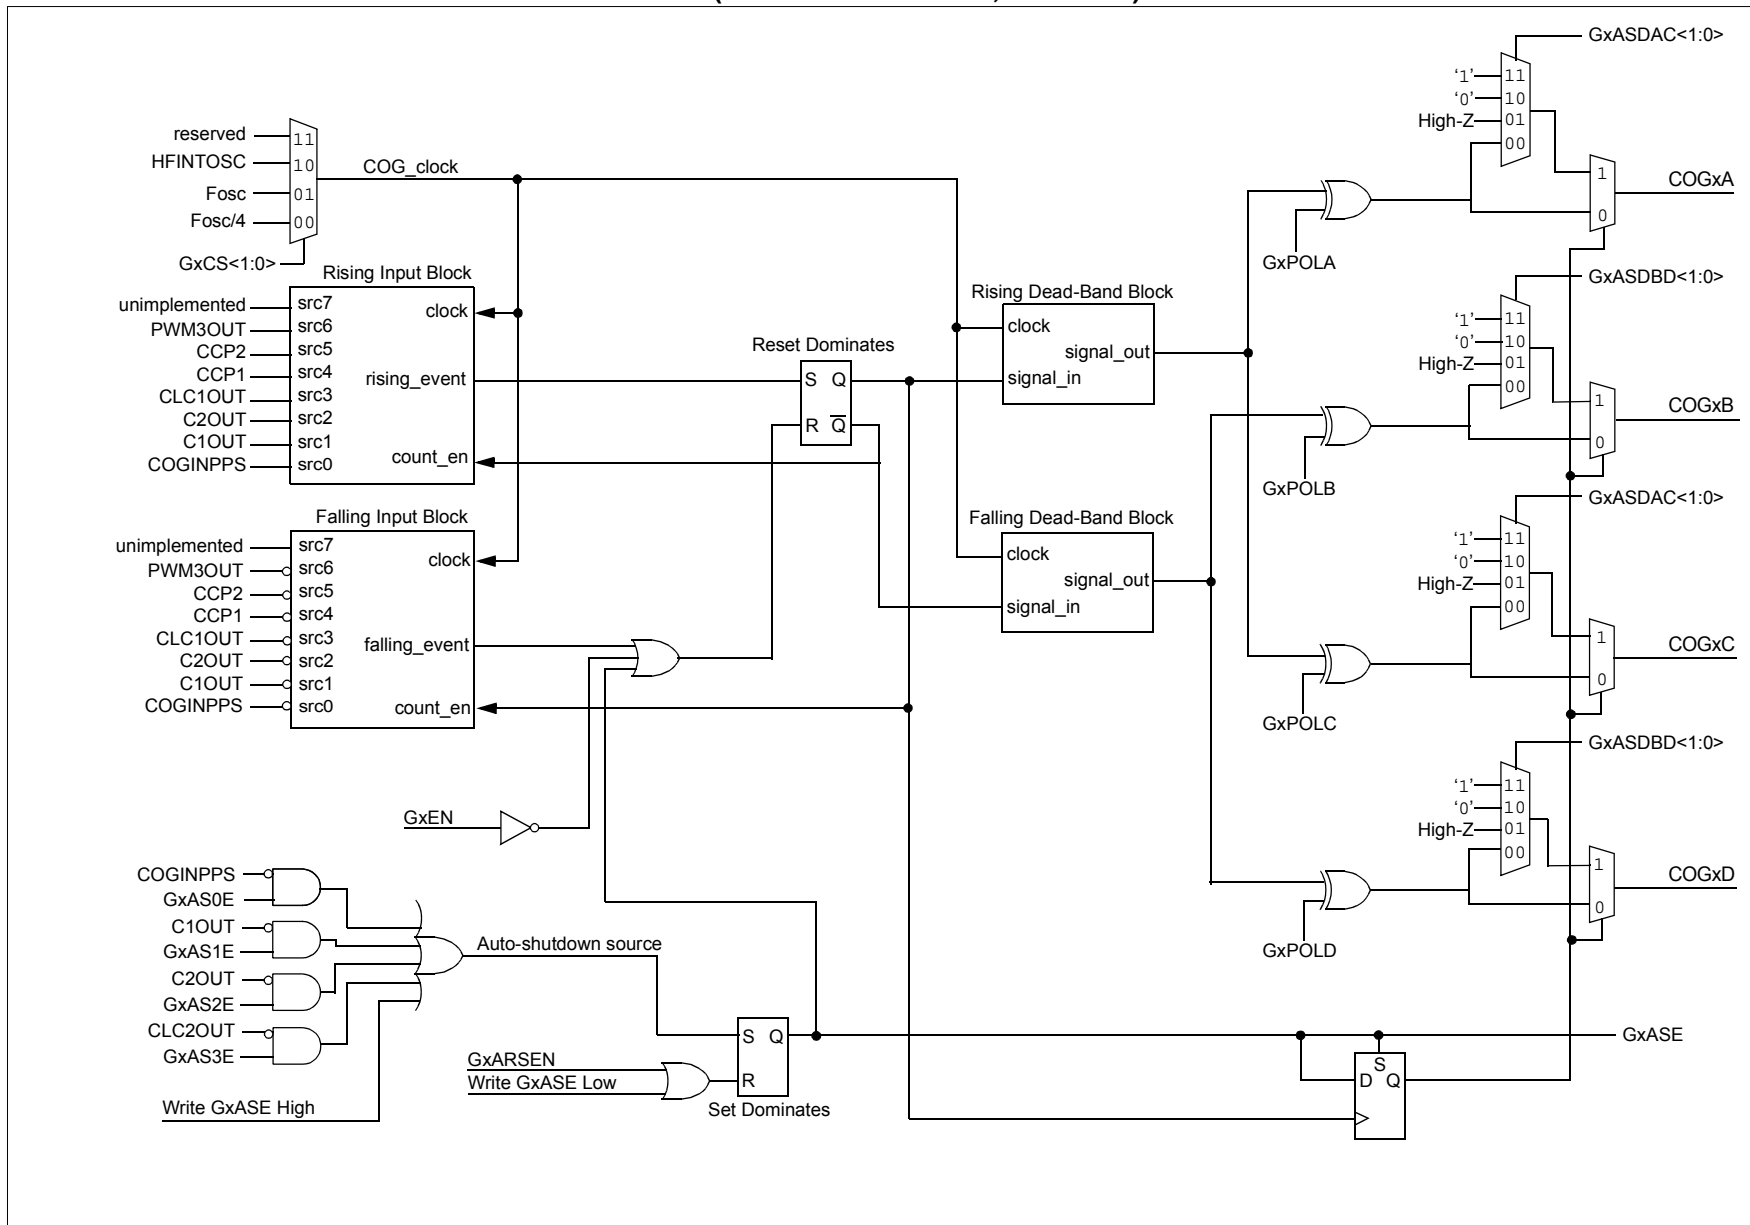 GxASDAC<1:0>
'1' 11
'0' 10
High-Z 01
00
1
0
COGxA
GxPOLA
reserved 11
HFINTOSC 10
Fosc 01
Fosc/4 00
GxCS<1:0>
COG_clock
Rising Input Block
unimplemented src7
PWM3OUT src6
CCP2 src5
CCP1 src4
CLC1OUT src3
C2OUT src2
C1OUT src1
COGINPPS src0
clock
rising_event
count_en
Reset Dominates
S Q
R Q
Rising Dead-Band Block
clock
signal_out
signal_in
GxASDBD<1:0>
'1' 11
'0' 10
High-Z 01
00
1
0
COGxB
GxPOLB
Falling Input Block
unimplemented src7
PWM3OUT src6
CCP2 src5
CCP1 src4
CLC1OUT src3
C2OUT src2
C1OUT src1
COGINPPS src0
clock
falling_event
count_en
Falling Dead-Band Block
clock
signal_out
signal_in
GxASDAC<1:0>
'1' 11
'0' 10
High-Z 01
00
1
0
COGxC
GxPOLC
GxASDBD<1:0>
'1' 11
'0' 10
High-Z 01
00
1
0
COGxD
GxPOLD
GxEN
COGINPPS
GxAS0E
C1OUT
GxAS1E
C2OUT
GxAS2E
CLC2OUT
GxAS3E
Write GxASE High
Auto-shutdown source
GxARSEN
Write GxASE Low
S Q
R
Set Dominates
S
D Q
GxASE